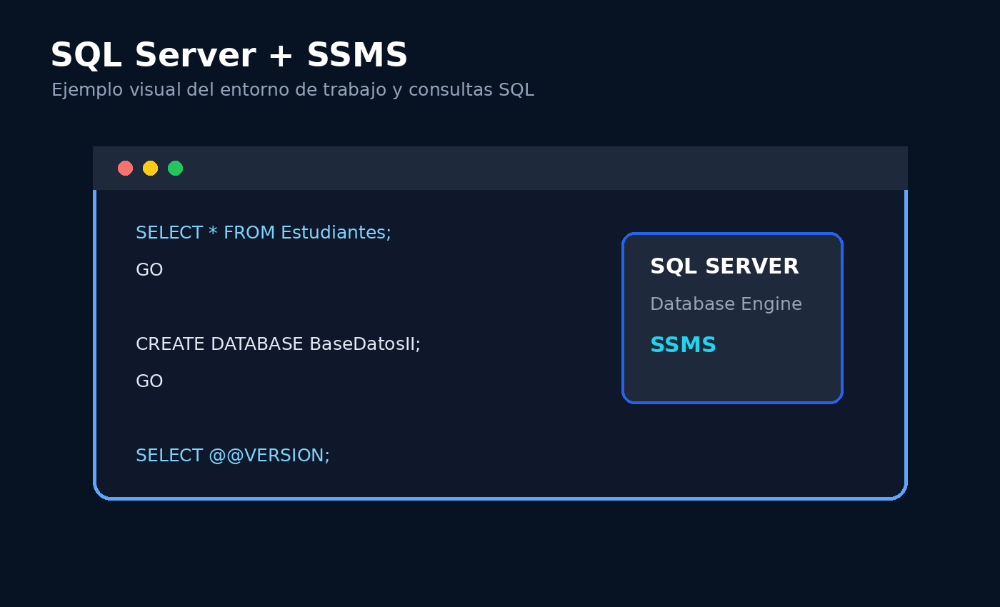 SQL Server + SSMS
Ejemplo visual del entorno de trabajo y consultas SQL
SELECT * FROM Estudiantes;
GO
CREATE DATABASE BaseDatosII;
GO
SELECT @@VERSION;
SQL SERVER
Database Engine
SSMS